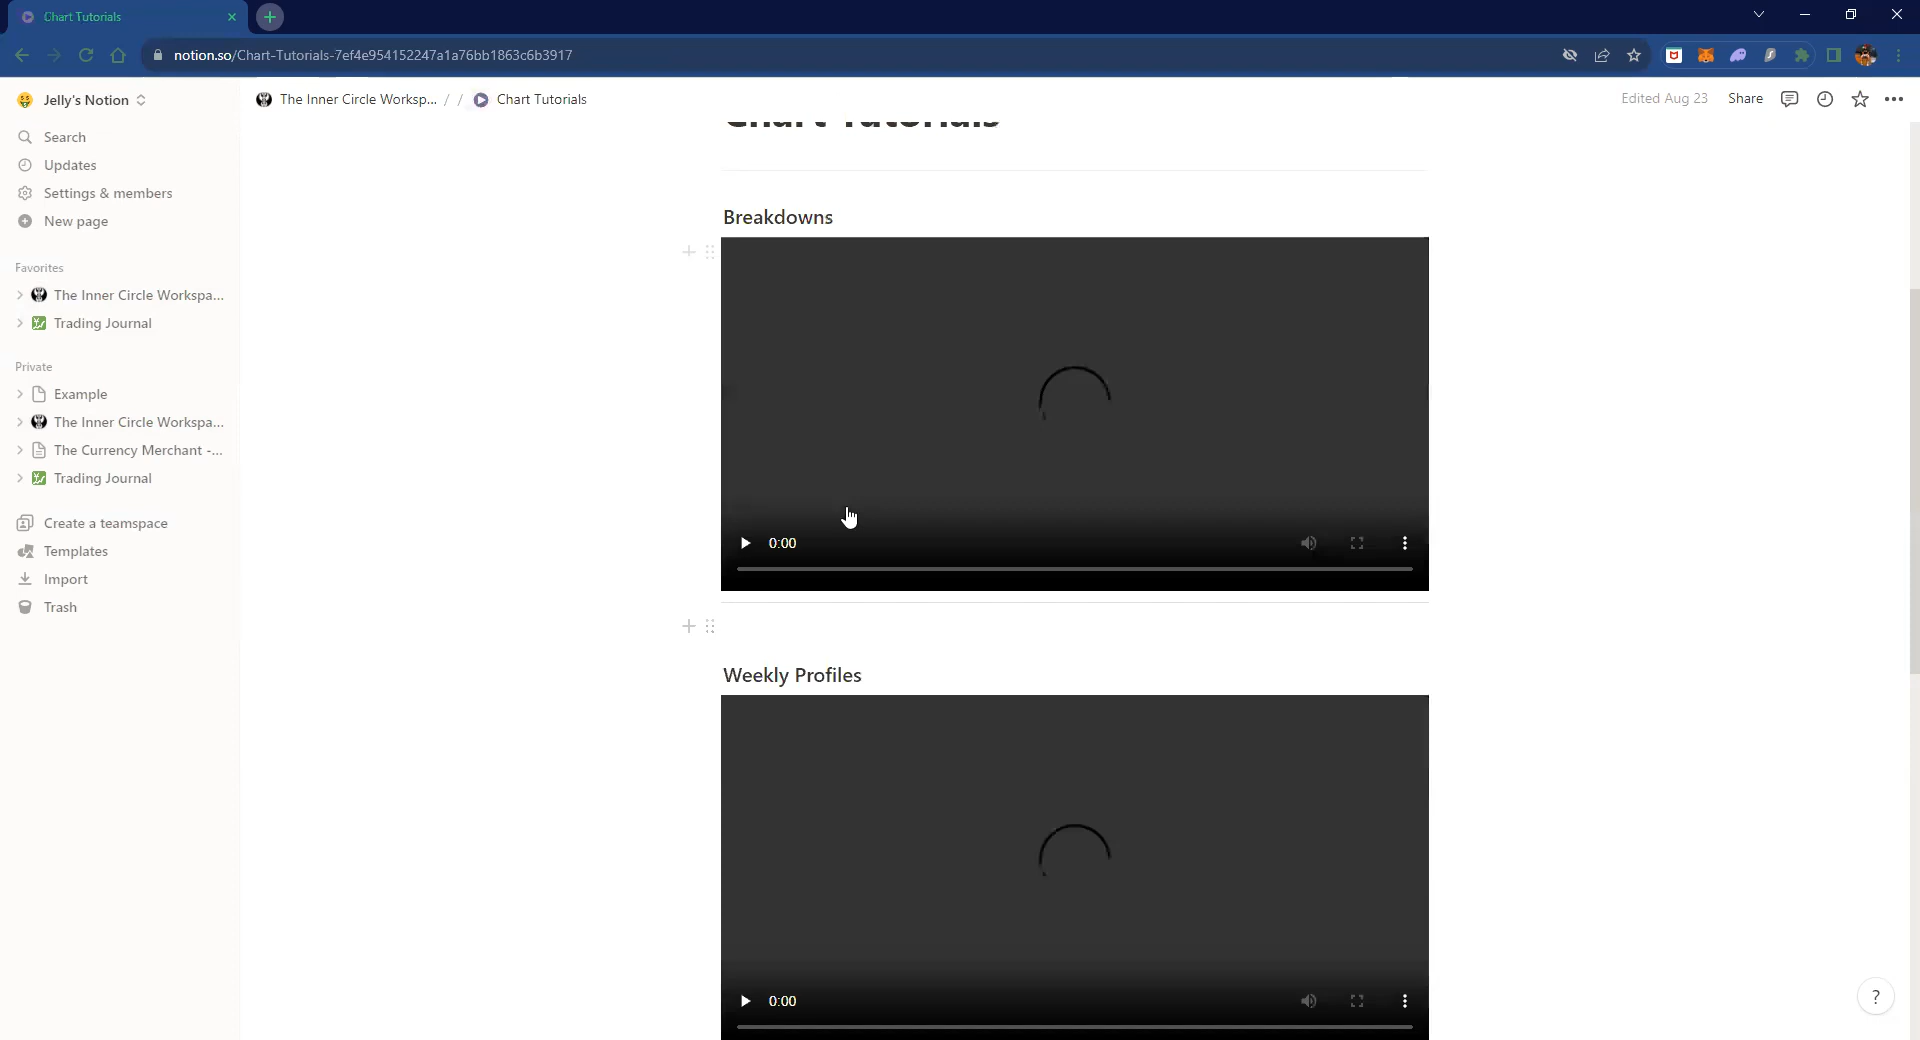 Chart Tutorials
notion.so/Chart-Tutorials-7ef4e954152247a1a76bb1863c6b3917
Jelly's Notion
The Inner Circle Worksp... / / Chart Tutorials
Edited Aug 23 Share
Search
Updates
Settings & members
New page
Favorites
The Inner Circle Workspa...
Trading Journal
Private
Example
The Inner Circle Workspa...
The Currency Merchant -...
Trading Journal
Create a teamspace
Templates
Import
Trash
Chart Tutorials
Breakdowns
0:00
Weekly Profiles
0:00
?